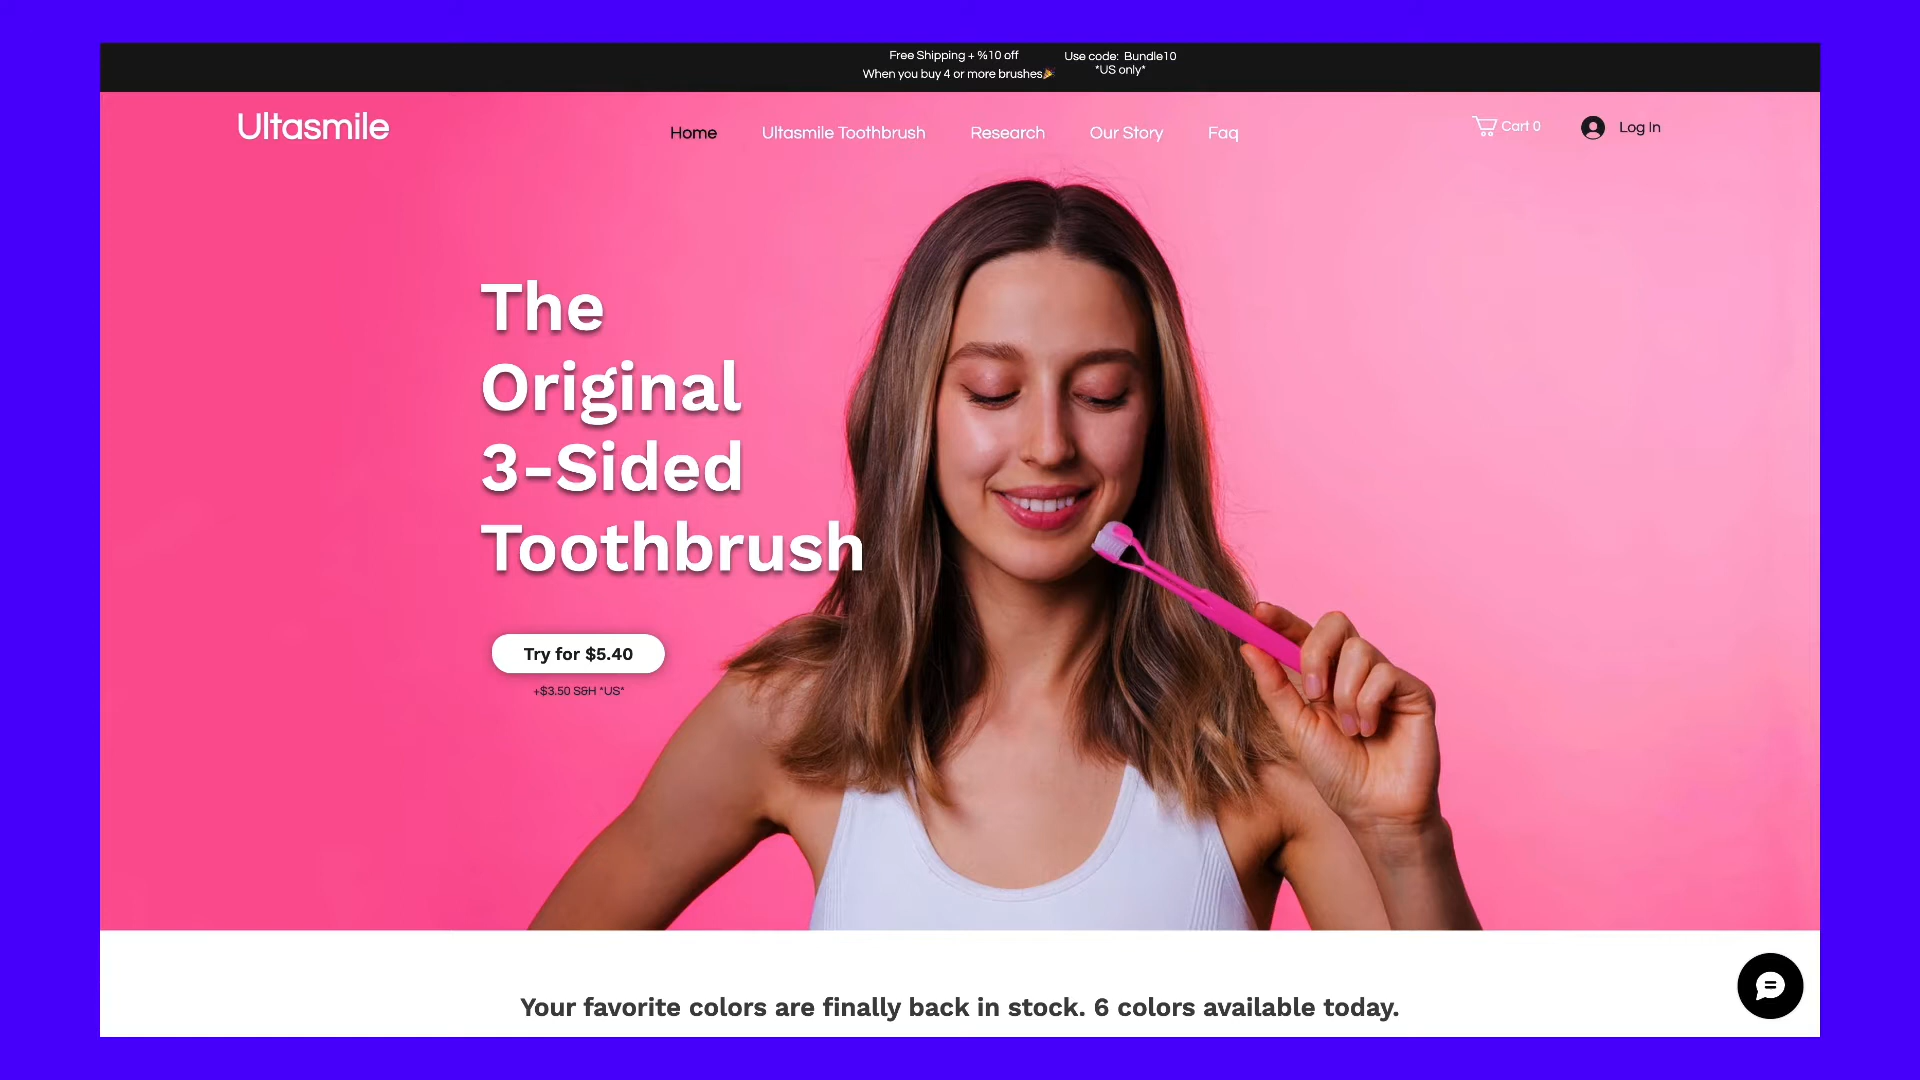 Free Shipping + %10 off
When you buy 4 or more brushes🎉
Use code: Bundle10
*US only*
Ultasmile
Home
Ultasmile Toothbrush
Research
Our Story
Faq
Cart 0
Log In
The
Original
3-Sided
Toothbrush
Try for $5.40
+$3.50 S&H *US*
Your favorite colors are finally back in stock. 6 colors available today.